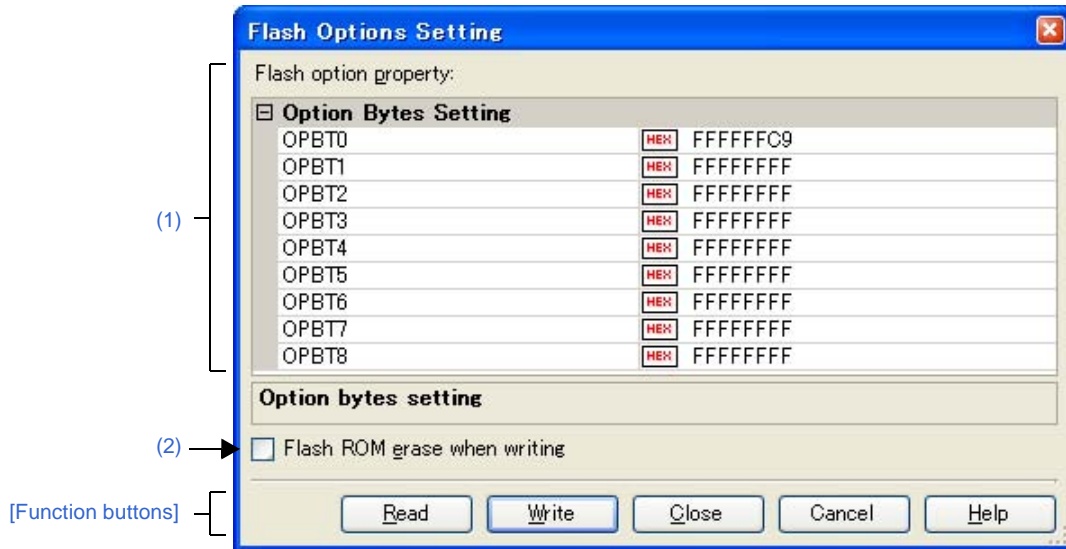 Flash Options Setting
Flash option property:
Option Bytes Setting
OPBT0 HEX FFFFFFC9
OPBT1 HEX FFFFFFFF
OPBT2 HEX FFFFFFFF
OPBT3 HEX FFFFFFFF
OPBT4 HEX FFFFFFFF
OPBT5 HEX FFFFFFFF
OPBT6 HEX FFFFFFFF
OPBT7 HEX FFFFFFFF
OPBT8 HEX FFFFFFFF
(1)
Option bytes setting
(2) Flash ROM erase when writing
[Function buttons] Read Write Close Cancel Help